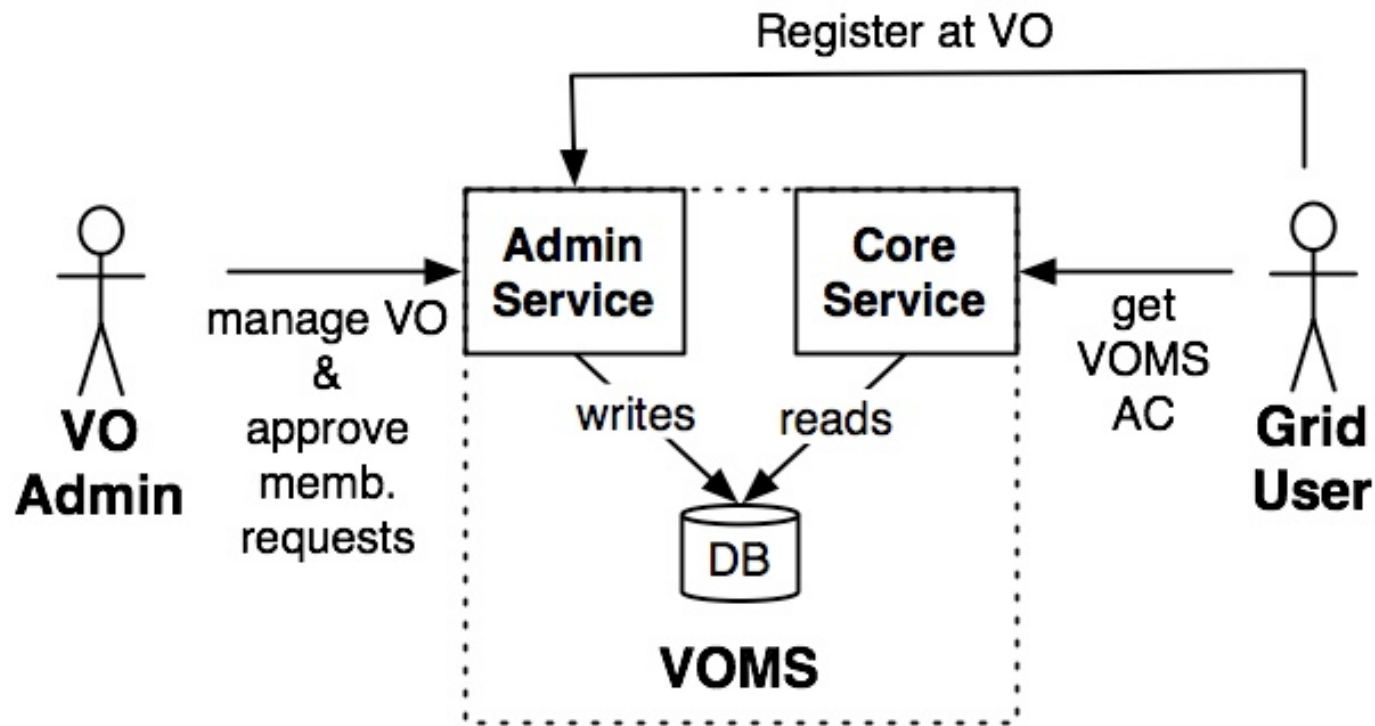 Register at VO
Admin
Service
Core
Service
manage VO
&
approve
memb.
requests
get
VOMS
AC
VO
Admin
Grid
User
writes
reads
DB
VOMS